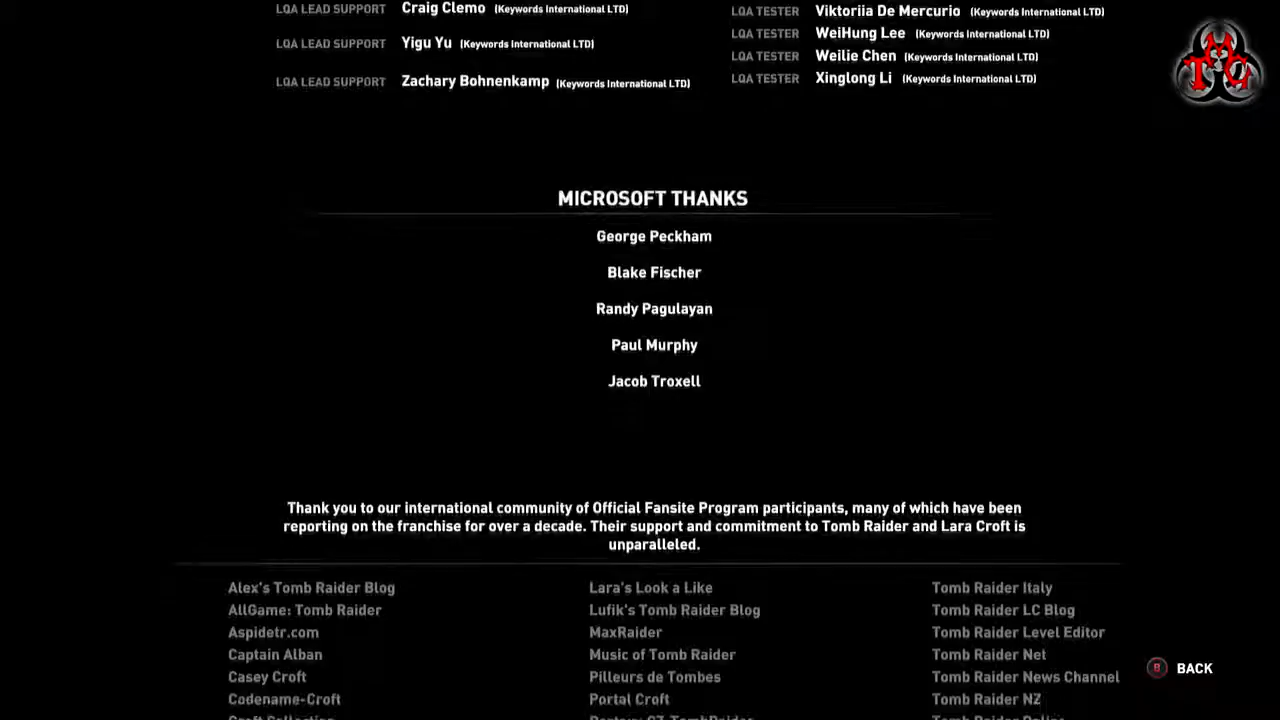 LQA LEAD SUPPORT Craig Clemo (Keywords International LTD)
LQA LEAD SUPPORT Yigu Yu (Keywords International LTD)
LQA LEAD SUPPORT Zachary Bohnenkamp (Keywords International LTD)
LQA TESTER Viktoriia De Mercurio (Keywords International LTD)
LQA TESTER WeiHung Lee (Keywords International LTD)
LQA TESTER Weilie Chen (Keywords International LTD)
LQA TESTER Xinglong Li (Keywords International LTD)
TMG
MICROSOFT THANKS
George Peckham
Blake Fischer
Randy Pagulayan
Paul Murphy
Jacob Troxell
Thank you to our international community of Official Fansite Program participants, many of which have been
reporting on the franchise for over a decade. Their support and commitment to Tomb Raider and Lara Croft is
unparalleled.
Alex's Tomb Raider Blog
AllGame: Tomb Raider
Aspidetr.com
Captain Alban
Casey Croft
Codename-Croft
Croft Collection
Lara's Look a Like
Lufik's Tomb Raider Blog
MaxRaider
Music of Tomb Raider
Pilleurs de Tombes
Portal Croft
Tomb Raider Italy
Tomb Raider LC Blog
Tomb Raider Level Editor
Tomb Raider Net
Tomb Raider News Channel
Tomb Raider NZ
Tomb Raider
B BACK